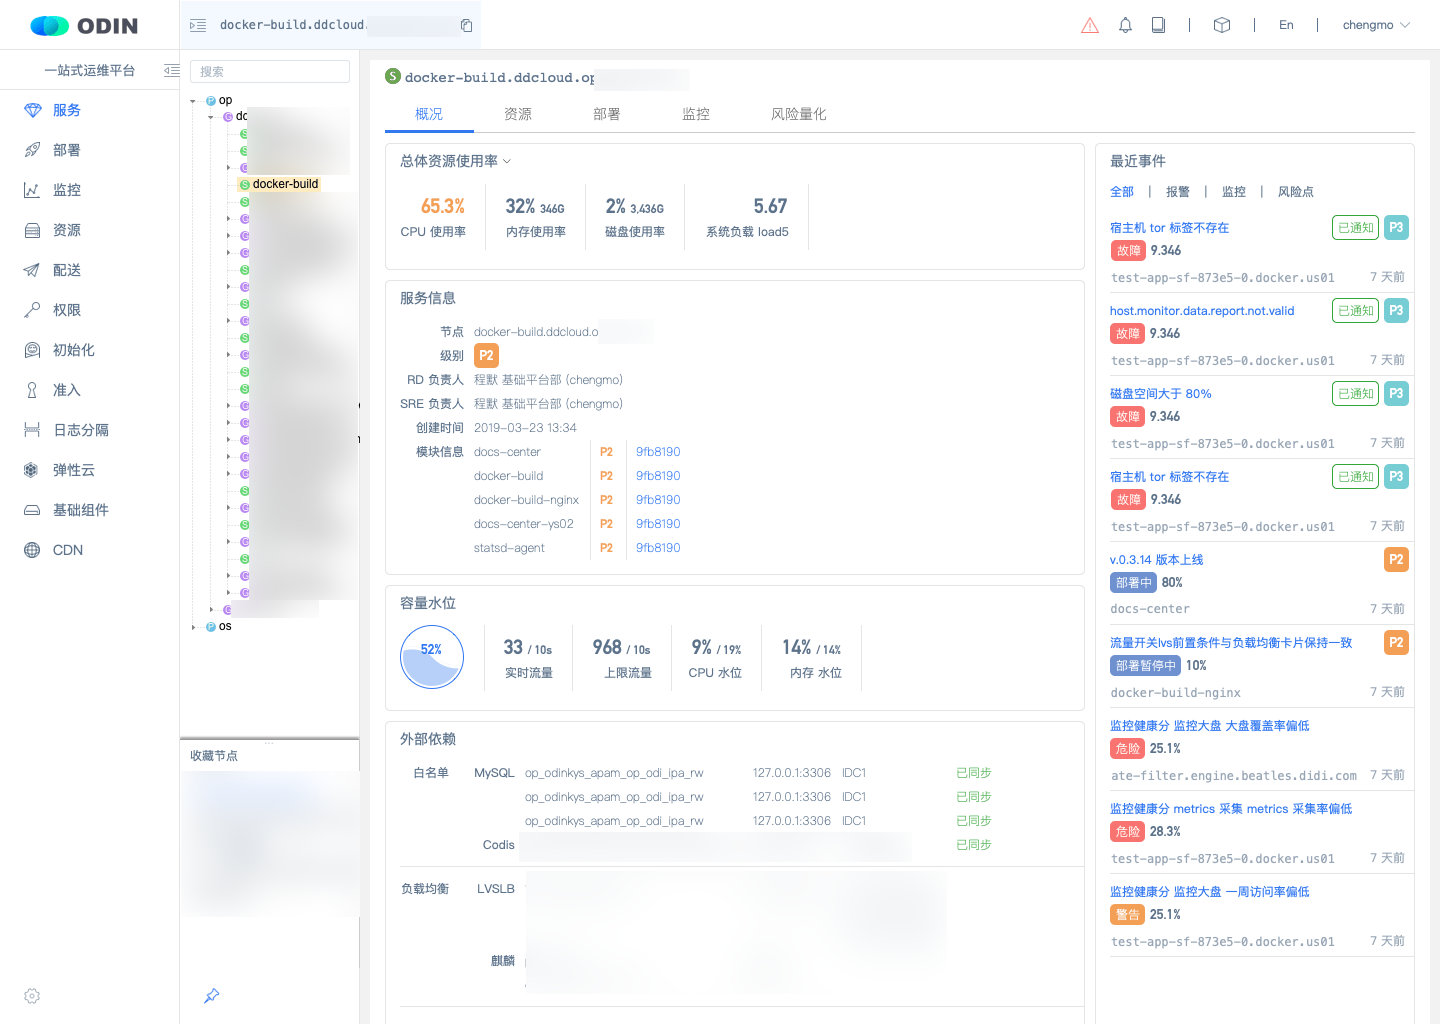 ODIN
docker-build.ddcloud.
En
chengmo
一站式运维平台
服务
部署
监控
资源
配送
权限
初始化
准入
日志分隔
弹性云
基础组件
CDN
搜索
op
docker-build
os
收藏节点
docker-build.ddcloud.op
概况 资源 部署 监控 风险量化
总体资源使用率
65.3% 32% 346G 2% 3,436G 5.67
CPU 使用率 内存使用率 磁盘使用率 系统负载 load5
服务信息
节点 docker-build.ddcloud.o
级别 P2
RD 负责人 程默 基础平台部 (chengmo)
SRE 负责人 程默 基础平台部 (chengmo)
创建时间 2019-03-23 13:34
模块信息 docs-center P2 9fb8190
docker-build P2 9fb8190
docker-build-nginx P2 9fb8190
docs-center-ys02 P2 9fb8190
statsd-agent P2 9fb8190
容量水位
52% 33 / 10s 968 / 10s 9% / 19% 14% / 14%
实时流量 上限流量 CPU 水位 内存 水位
外部依赖
白名单 MySQL op_odinkys_apam_op_odi_ipa_rw 127.0.0.1:3306 IDC1 已同步
op_odinkys_apam_op_odi_ipa_rw 127.0.0.1:3306 IDC1 已同步
op_odinkys_apam_op_odi_ipa_rw 127.0.0.1:3306 IDC1 已同步
Codis 已同步
负载均衡 LVSLB
麒麟
最近事件
全部 | 报警 | 监控 | 风险点
宿主机 tor 标签不存在 已通知 P3
故障 9.346
test-app-sf-873e5-0.docker.us01 7 天前
host.monitor.data.report.not.valid 已通知 P3
故障 9.346
test-app-sf-873e5-0.docker.us01 7 天前
磁盘空间大于 80% 已通知 P3
故障 9.346
test-app-sf-873e5-0.docker.us01 7 天前
宿主机 tor 标签不存在 已通知 P3
故障 9.346
test-app-sf-873e5-0.docker.us01 7 天前
v.0.3.14 版本上线 P2
部署中 80%
docs-center 7 天前
流量开关lvs前置条件与负载均衡卡片保持一致 P2
部署暂停中 10%
docker-build-nginx 7 天前
监控健康分 监控大盘 大盘覆盖率偏低
危险 25.1%
ate-filter.engine.beatles.didi.com 7 天前
监控健康分 metrics 采集 metrics 采集率偏低
危险 28.3%
test-app-sf-873e5-0.docker.us01 7 天前
监控健康分 监控大盘 一周访问率偏低
警告 25.1%
test-app-sf-873e5-0.docker.us01 7 天前